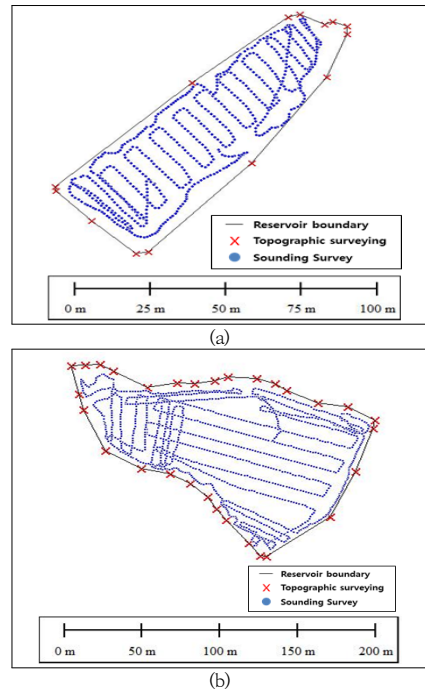 Reservoir boundary
Topographic surveying
Sounding Survey
0 m 25 m 50 m 75 m 100 m
(a)
Reservoir boundary
Topographic surveying
Sounding Survey
0 m 50 m 100 m 150 m 200 m
(b)